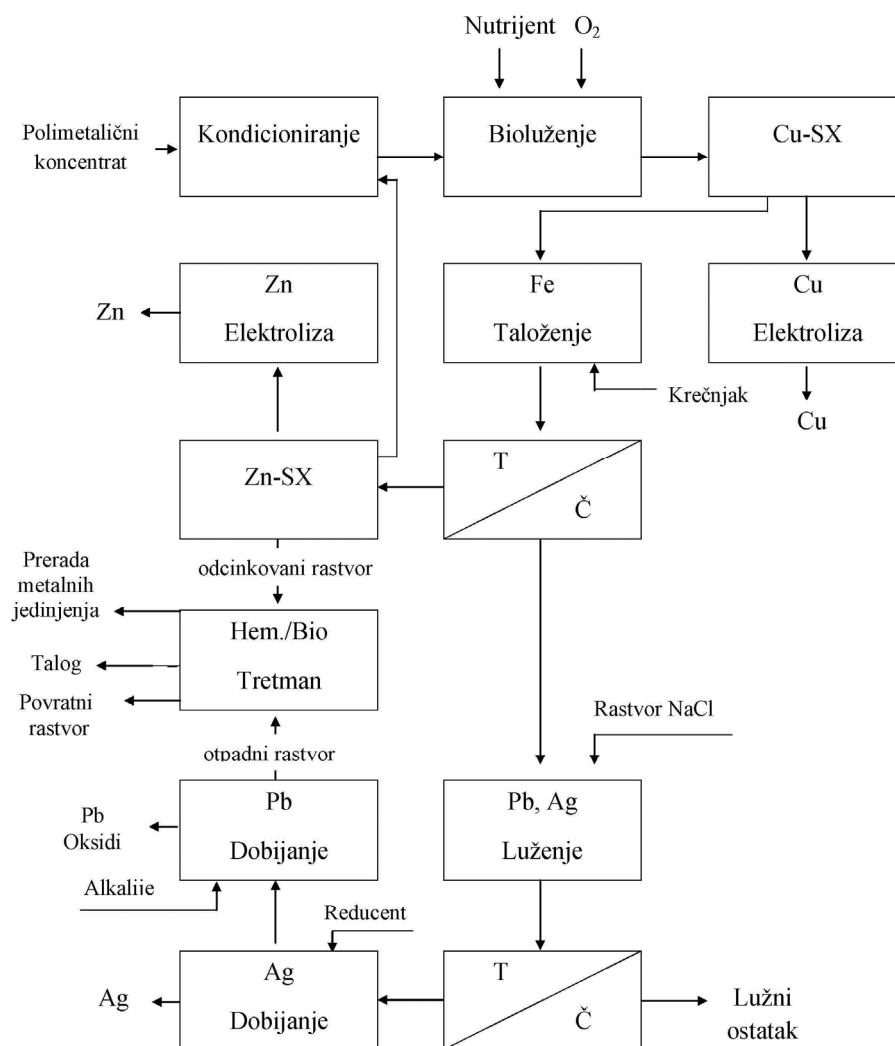 Nutrijent O₂
Polimetalični
koncentrat
Kondicioniranje
Bioluženje
Cu-SX
Zn
Zn
Elektroliza
Fe
Taloženje
Cu
Elektroliza
Krečnjak
Cu
Zn-SX
T
Č
odcinkovani rastvor
Prerada
metalnih
jedinjenja
Talog
Povratni
rastvor
Hem./Bio
Tretman
Rastvor NaCl
otpadni rastvor
Pb
Oksidi
Pb
Dobijanje
Pb, Ag
Luženje
Alkalije
Reducent
Ag
Ag
Dobijanje
T
Č
Lužni
ostatak